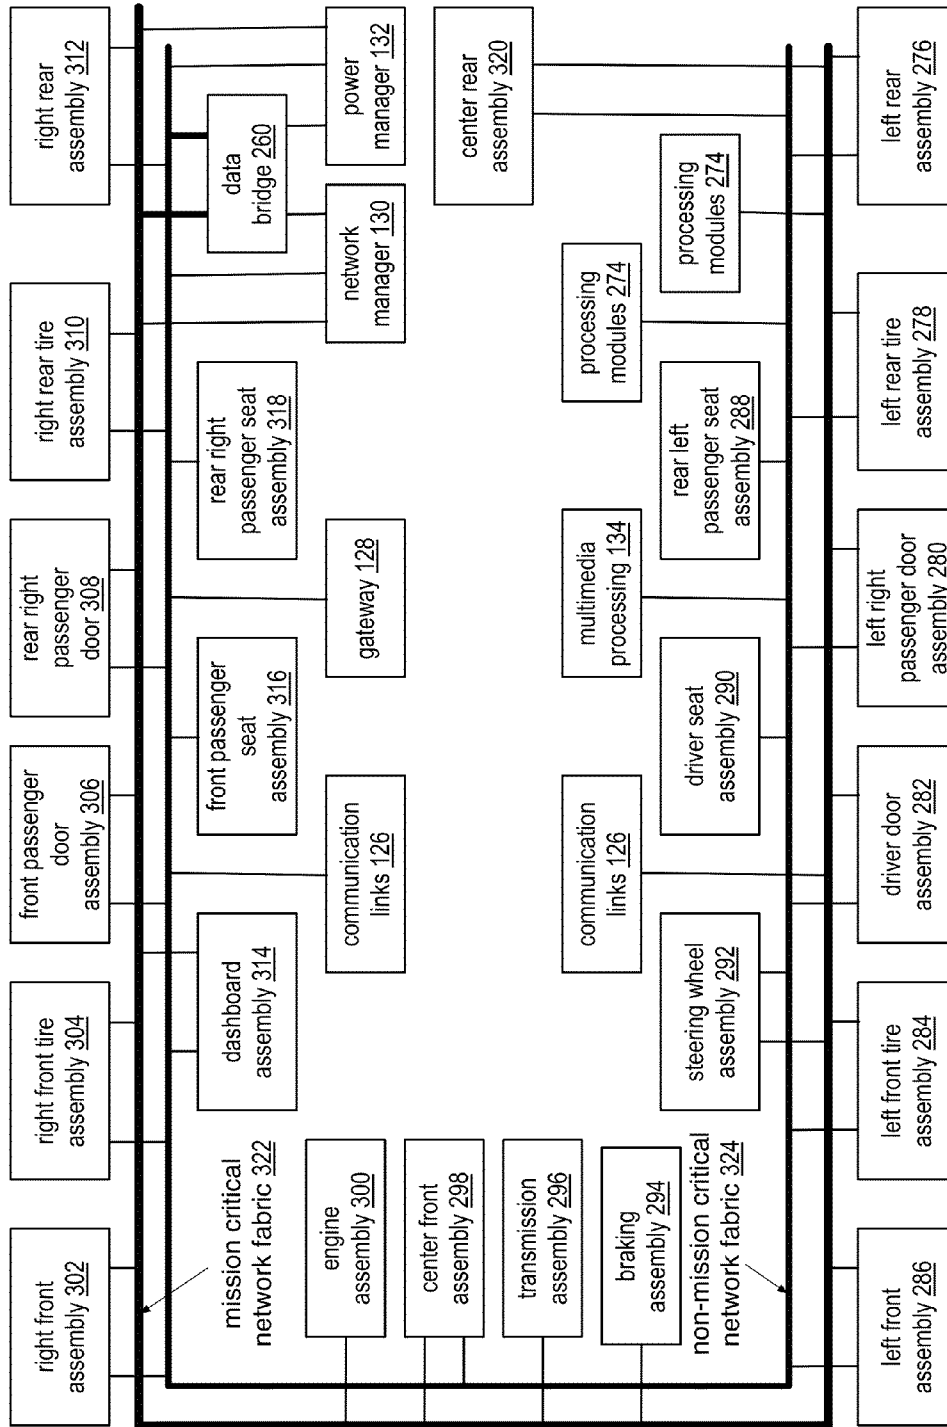 right front
assembly 302
right front tire
assembly 304
front passenger
door
assembly 306
rear right
passenger
door 308
right rear tire
assembly 310
right rear
assembly 312
mission critical
network fabric 322
dashboard
assembly 314
front passenger
seat
assembly 316
rear right
passenger seat
assembly 318
data
bridge 260
engine
assembly 300
communication
links 126
gateway 128
network
manager 130
power
manager 132
center front
assembly 298
center rear
assembly 320
transmission
assembly 296
communication
links 126
multimedia
processing 134
processing
modules 274
braking
assembly 294
steering wheel
assembly 292
driver seat
assembly 290
rear left
passenger seat
assembly 288
processing
modules 274
non-mission critical
network fabric 324
left front
assembly 286
left front tire
assembly 284
driver door
assembly 282
left right
passenger door
assembly 280
left rear tire
assembly 278
left rear
assembly 276